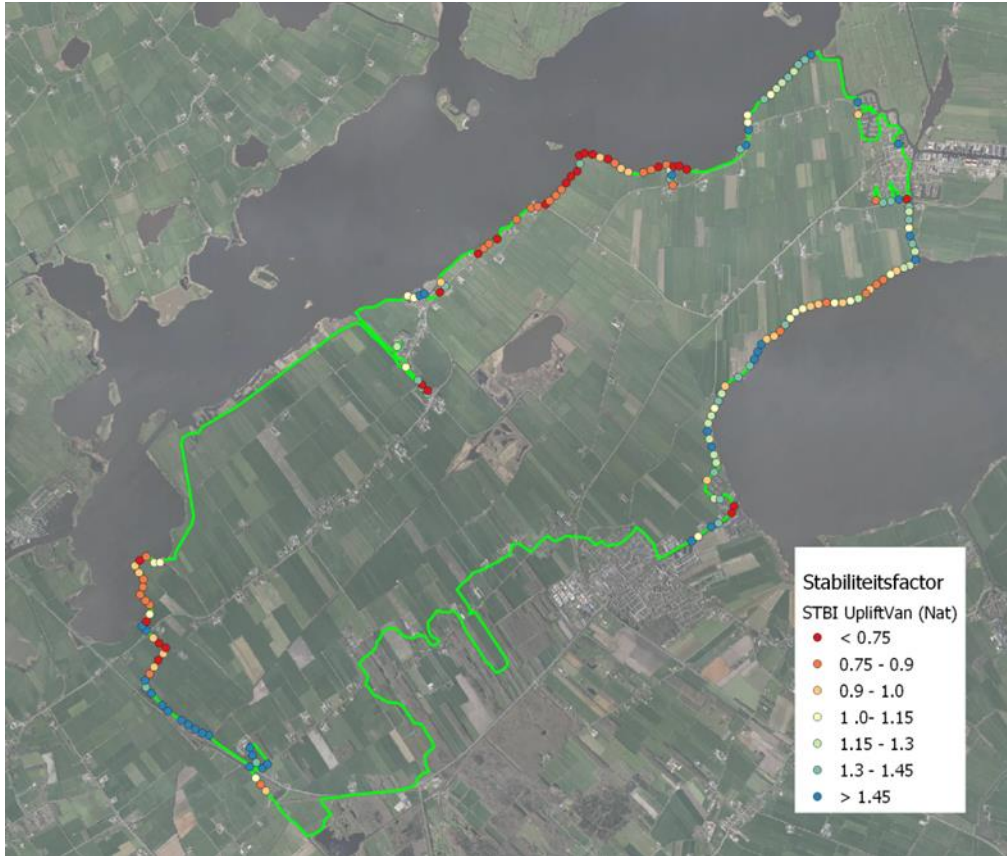 Stabiliteitsfactor
STBI UpliftVan (Nat)
< 0.75
0.75 - 0.9
0.9 - 1.0
1 .0- 1.15
1.15 - 1.3
1.3 - 1.45
> 1.45